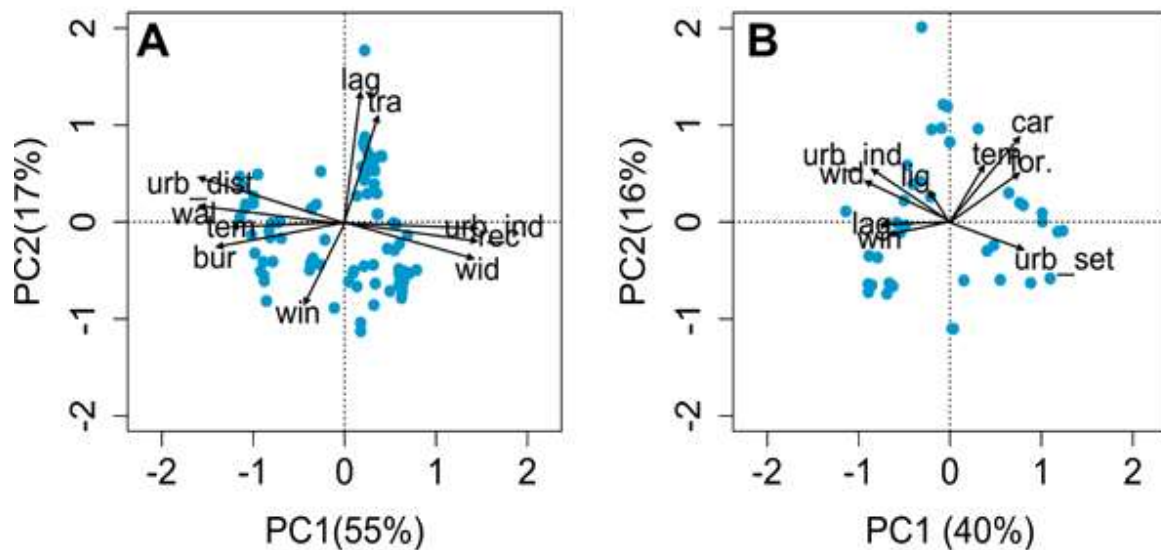 A
PC2(17%)
2
1
0
-1
-2
lag
tra
urb_dist
wal
tem
bur
win
urb_ind
rec
wid
-2 -1 0 1 2
PC1(55%)
B
PC2(16%)
2
1
0
-1
-2
car
tem
for.
urb_ind
wid
lig
lag
win
urb_set
-2 -1 0 1 2
PC1 (40%)